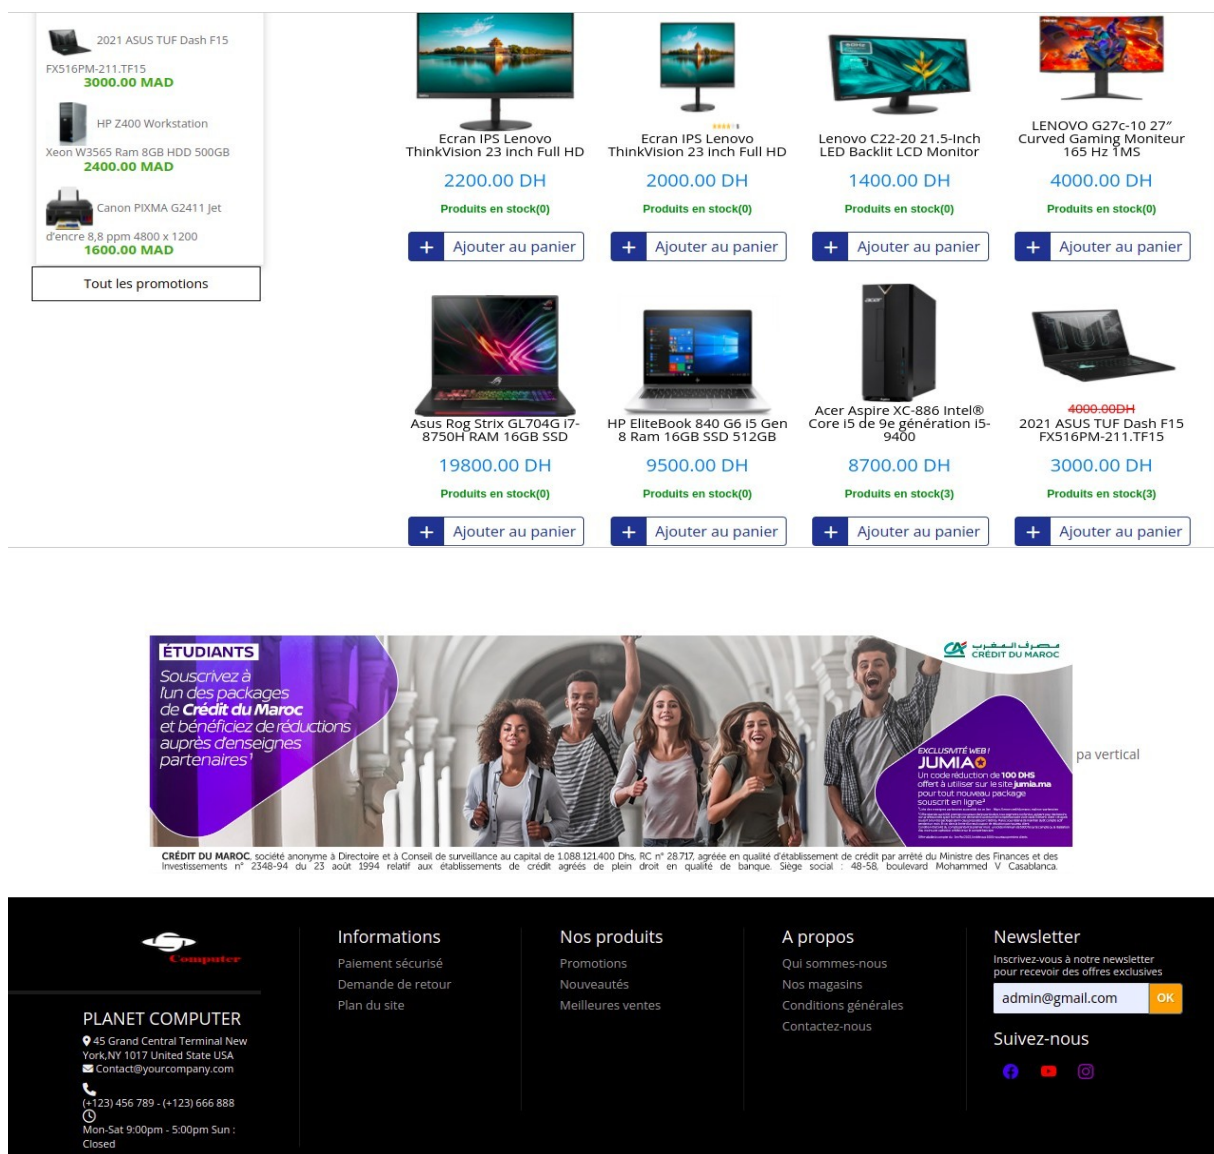 2021 ASUS TUF Dash F15
FX516PM-211.TF15
3000.00 MAD
HP Z400 Workstation
Xeon W3565 Ram 8GB HDD 500GB
2400.00 MAD
Canon PIXMA G2411 Jet
d'encre 8,8 ppm 4800 x 1200
1600.00 MAD
Tout les promotions
Ecran IPS Lenovo
ThinkVision 23 inch Full HD
2200.00 DH
Produits en stock(0)
+ Ajouter au panier
Ecran IPS Lenovo
ThinkVision 23 inch Full HD
2000.00 DH
Produits en stock(0)
+ Ajouter au panier
Lenovo C22-20 21.5-Inch
LED Backlit LCD Monitor
1400.00 DH
Produits en stock(0)
+ Ajouter au panier
LENOVO G27c-10 27″
Curved Gaming Moniteur
165 Hz 1MS
4000.00 DH
Produits en stock(0)
+ Ajouter au panier
Asus Rog Strix GL704G i7-
8750H RAM 16GB SSD
19800.00 DH
Produits en stock(0)
+ Ajouter au panier
HP EliteBook 840 G6 i5 Gen
8 Ram 16GB SSD 512GB
9500.00 DH
Produits en stock(0)
+ Ajouter au panier
acer
Acer Aspire XC-886 Intel®
Core i5 de 9e génération i5-
9400
8700.00 DH
Produits en stock(3)
+ Ajouter au panier
4000.00DH
2021 ASUS TUF Dash F15
FX516PM-211.TF15
3000.00 DH
Produits en stock(3)
+ Ajouter au panier
ÉTUDIANTS
Souscrivez à
l'un des packages
de Crédit du Maroc
et bénéficiez de réductions
auprès d'enseignes
partenaires¹
مصرف المغرب
CRÉDIT DU MAROC
EXCLUSIVITÉ WEB !
JUMIA
Un code réduction de 100 DHS
offert à utiliser sur le site jumia.ma
pour tout nouveau package
souscrit en ligne²
pa vertical
CRÉDIT DU MAROC, société anonyme à Directoire et à Conseil de surveillance au capital de 1.088.121.400 Dhs, RC n° 28.717, agréée en qualité d'établissement de crédit par arrêté du Ministre des Finances et des
Investissements n° 2348-94 du 23 août 1994 relatif aux établissements de crédit agréés de plein droit en qualité de banque. Siège social : 48-58, boulevard Mohammed V Casablanca.
Computer
PLANET COMPUTER
45 Grand Central Terminal New
York,NY 1017 United State USA
Contact@yourcompany.com
(+123) 456 789 - (+123) 666 888
Mon-Sat 9:00pm - 5:00pm Sun :
Closed
Informations
Paiement sécurisé
Demande de retour
Plan du site
Nos produits
Promotions
Nouveautés
Meilleures ventes
A propos
Qui sommes-nous
Nos magasins
Conditions générales
Contactez-nous
Newsletter
Inscrivez-vous à notre newsletter
pour recevoir des offres exclusives
admin@gmail.com
OK
Suivez-nous